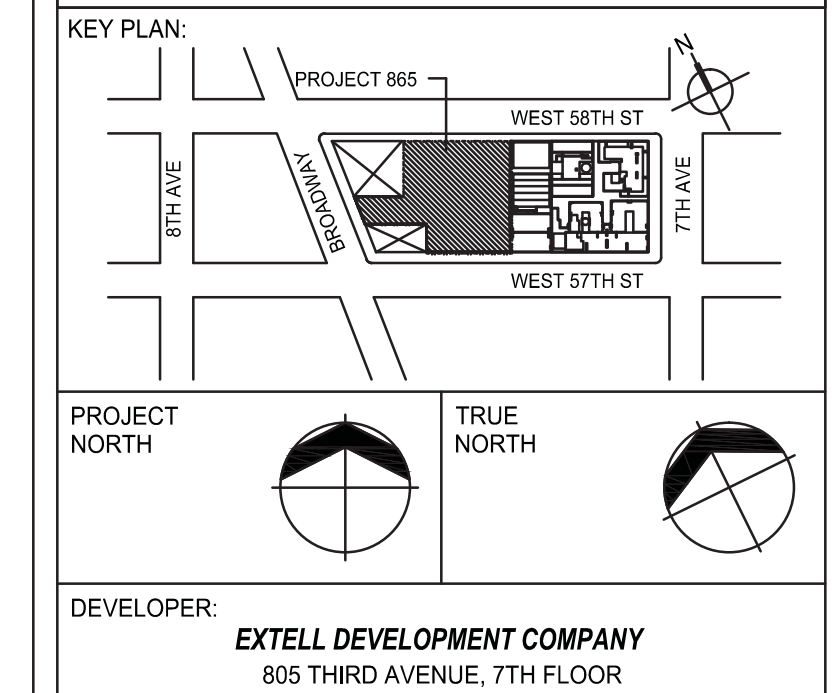 KEY PLAN:
N
PROJECT 865
WEST 58TH ST
8TH AVE
BROADWAY
7TH AVE
WEST 57TH ST
PROJECT
NORTH
TRUE
NORTH
DEVELOPER:
EXTELL DEVELOPMENT COMPANY
805 THIRD AVENUE, 7TH FLOOR